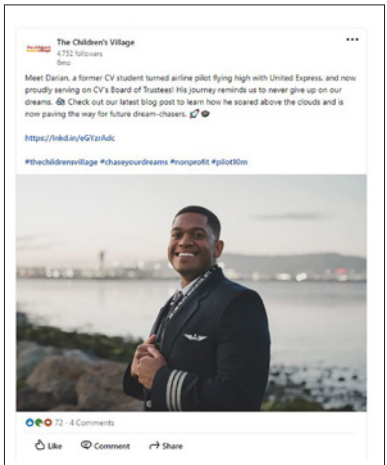 The Children's Village
4,752 followers
6mo
Meet Darian, a former CV student turned airline pilot flying high with United Express, and now
proudly serving on CV's Board of Trustees! His journey reminds us to never give up on our
dreams. Check out our latest blog post to learn how he soared above the clouds and is
now paving the way for future dream-chasers.
https://lnkd.in/eGYzrAdc
#thechildrensvillage #chaseyourdreams #nonprofit
72 · 4 Comments
Like Comment Share